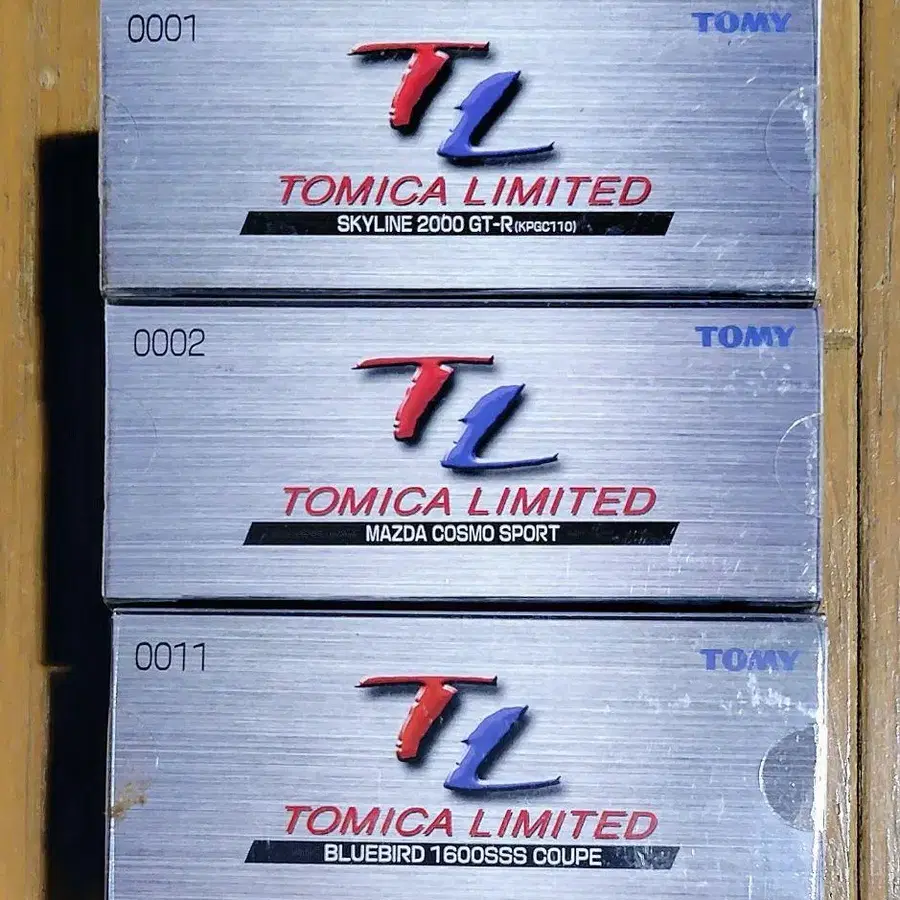 0001
TOMY
TL
TOMICA LIMITED
SKYLINE 2000 GT-R(KPGC110)
0002
TOMY
TL
TOMICA LIMITED
MAZDA COSMO SPORT
0011
TOMY
TL
TOMICA LIMITED
BLUEBIRD 1600SSS COUPE